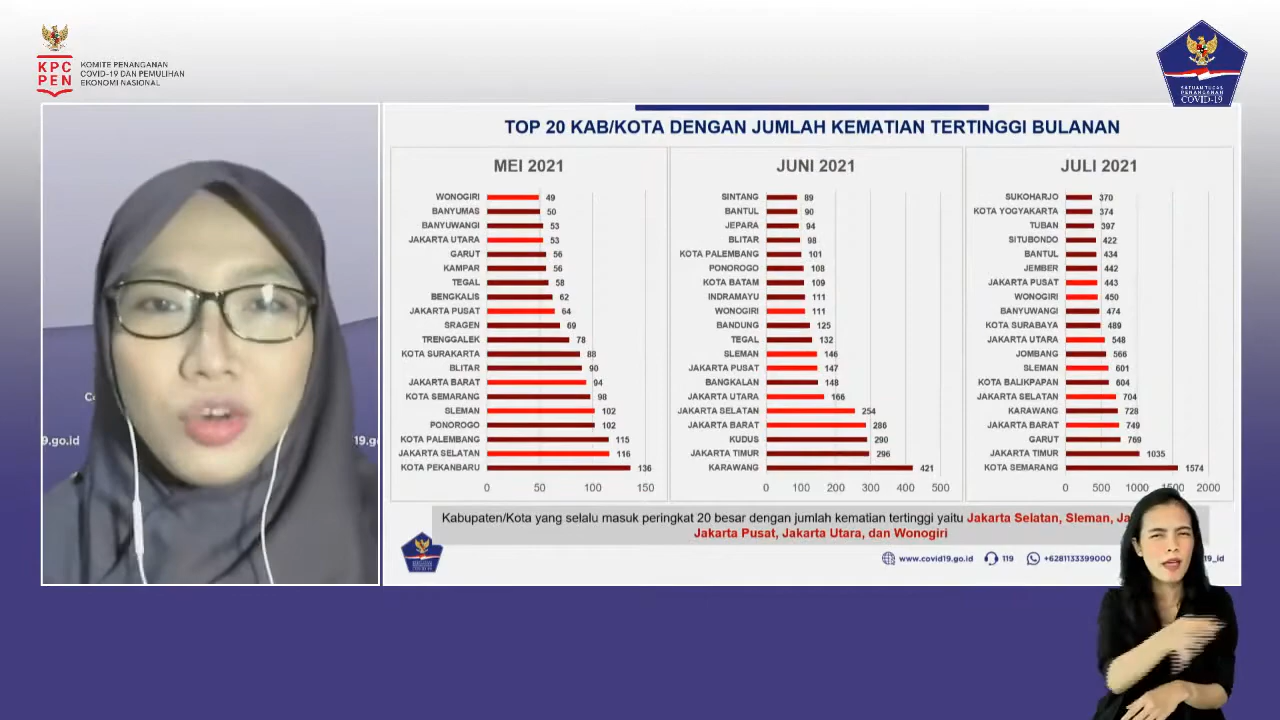 KPC
PEN
KOMITE PENANGANAN
COVID-19 DAN PEMULIHAN
EKONOMI NASIONAL
SATUAN TUGAS
PENANGANAN
COVID-19
19.go.id
19.g
TOP 20 KAB/KOTA DENGAN JUMLAH KEMATIAN TERTINGGI BULANAN
MEI 2021
WONOGIRI 49
BANYUMAS 50
BANYUWANGI 53
JAKARTA UTARA 53
GARUT 56
KAMPAR 56
TEGAL 58
BENGKALIS 62
JAKARTA PUSAT 64
SRAGEN 69
TRENGGALEK 78
KOTA SURAKARTA 88
BLITAR 90
JAKARTA BARAT 94
KOTA SEMARANG 98
SLEMAN 102
PONOROGO 102
KOTA PALEMBANG 115
JAKARTA SELATAN 116
KOTA PEKANBARU 136
0 50 100 150
JUNI 2021
SINTANG 89
BANTUL 90
JEPARA 94
BLITAR 98
KOTA PALEMBANG 101
PONOROGO 108
KOTA BATAM 109
INDRAMAYU 111
WONOGIRI 111
BANDUNG 125
TEGAL 132
SLEMAN 146
JAKARTA PUSAT 147
BANGKALAN 148
JAKARTA UTARA 166
JAKARTA SELATAN 254
JAKARTA BARAT 286
KUDUS 290
JAKARTA TIMUR 296
KARAWANG 421
0 100 200 300 400 500
JULI 2021
SUKOHARJO 370
KOTA YOGYAKARTA 374
TUBAN 397
SITUBONDO 422
BANTUL 434
JEMBER 442
JAKARTA PUSAT 443
WONOGIRI 450
BANYUWANGI 474
KOTA SURABAYA 489
JAKARTA UTARA 548
JOMBANG 566
SLEMAN 601
KOTA BALIKPAPAN 604
JAKARTA SELATAN 704
KARAWANG 728
JAKARTA BARAT 749
GARUT 769
JAKARTA TIMUR 1035
KOTA SEMARANG 1574
0 500 1000 1500 2000
Kabupaten/Kota yang selalu masuk peringkat 20 besar dengan jumlah kematian tertinggi yaitu Jakarta Selatan, Sleman,
Jakarta Pusat, Jakarta Utara, dan Wonogiri
www.covid19.go.id 119 +6281133399000 19_id